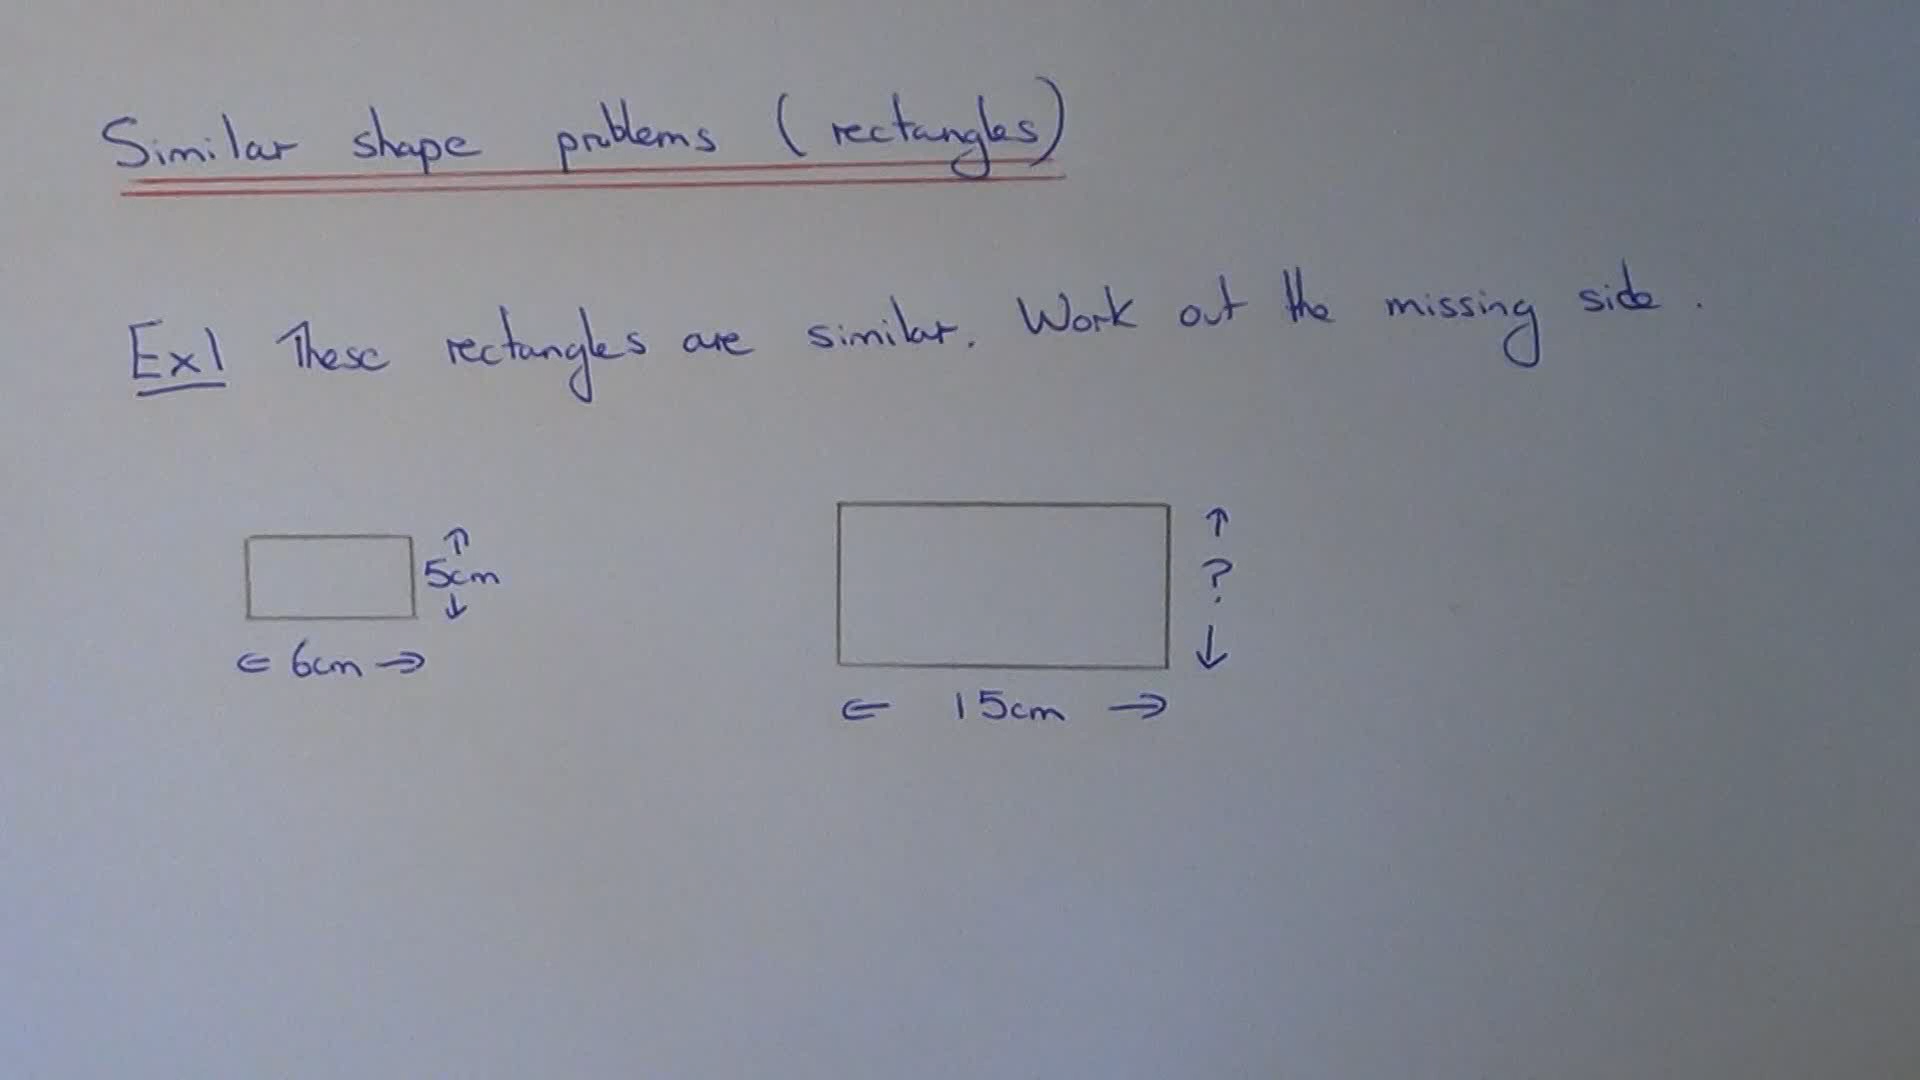 Similar shape problems (rectangles)
Ex1 These rectangles are similar. Work out the missing side.
5cm
6cm
?
15cm